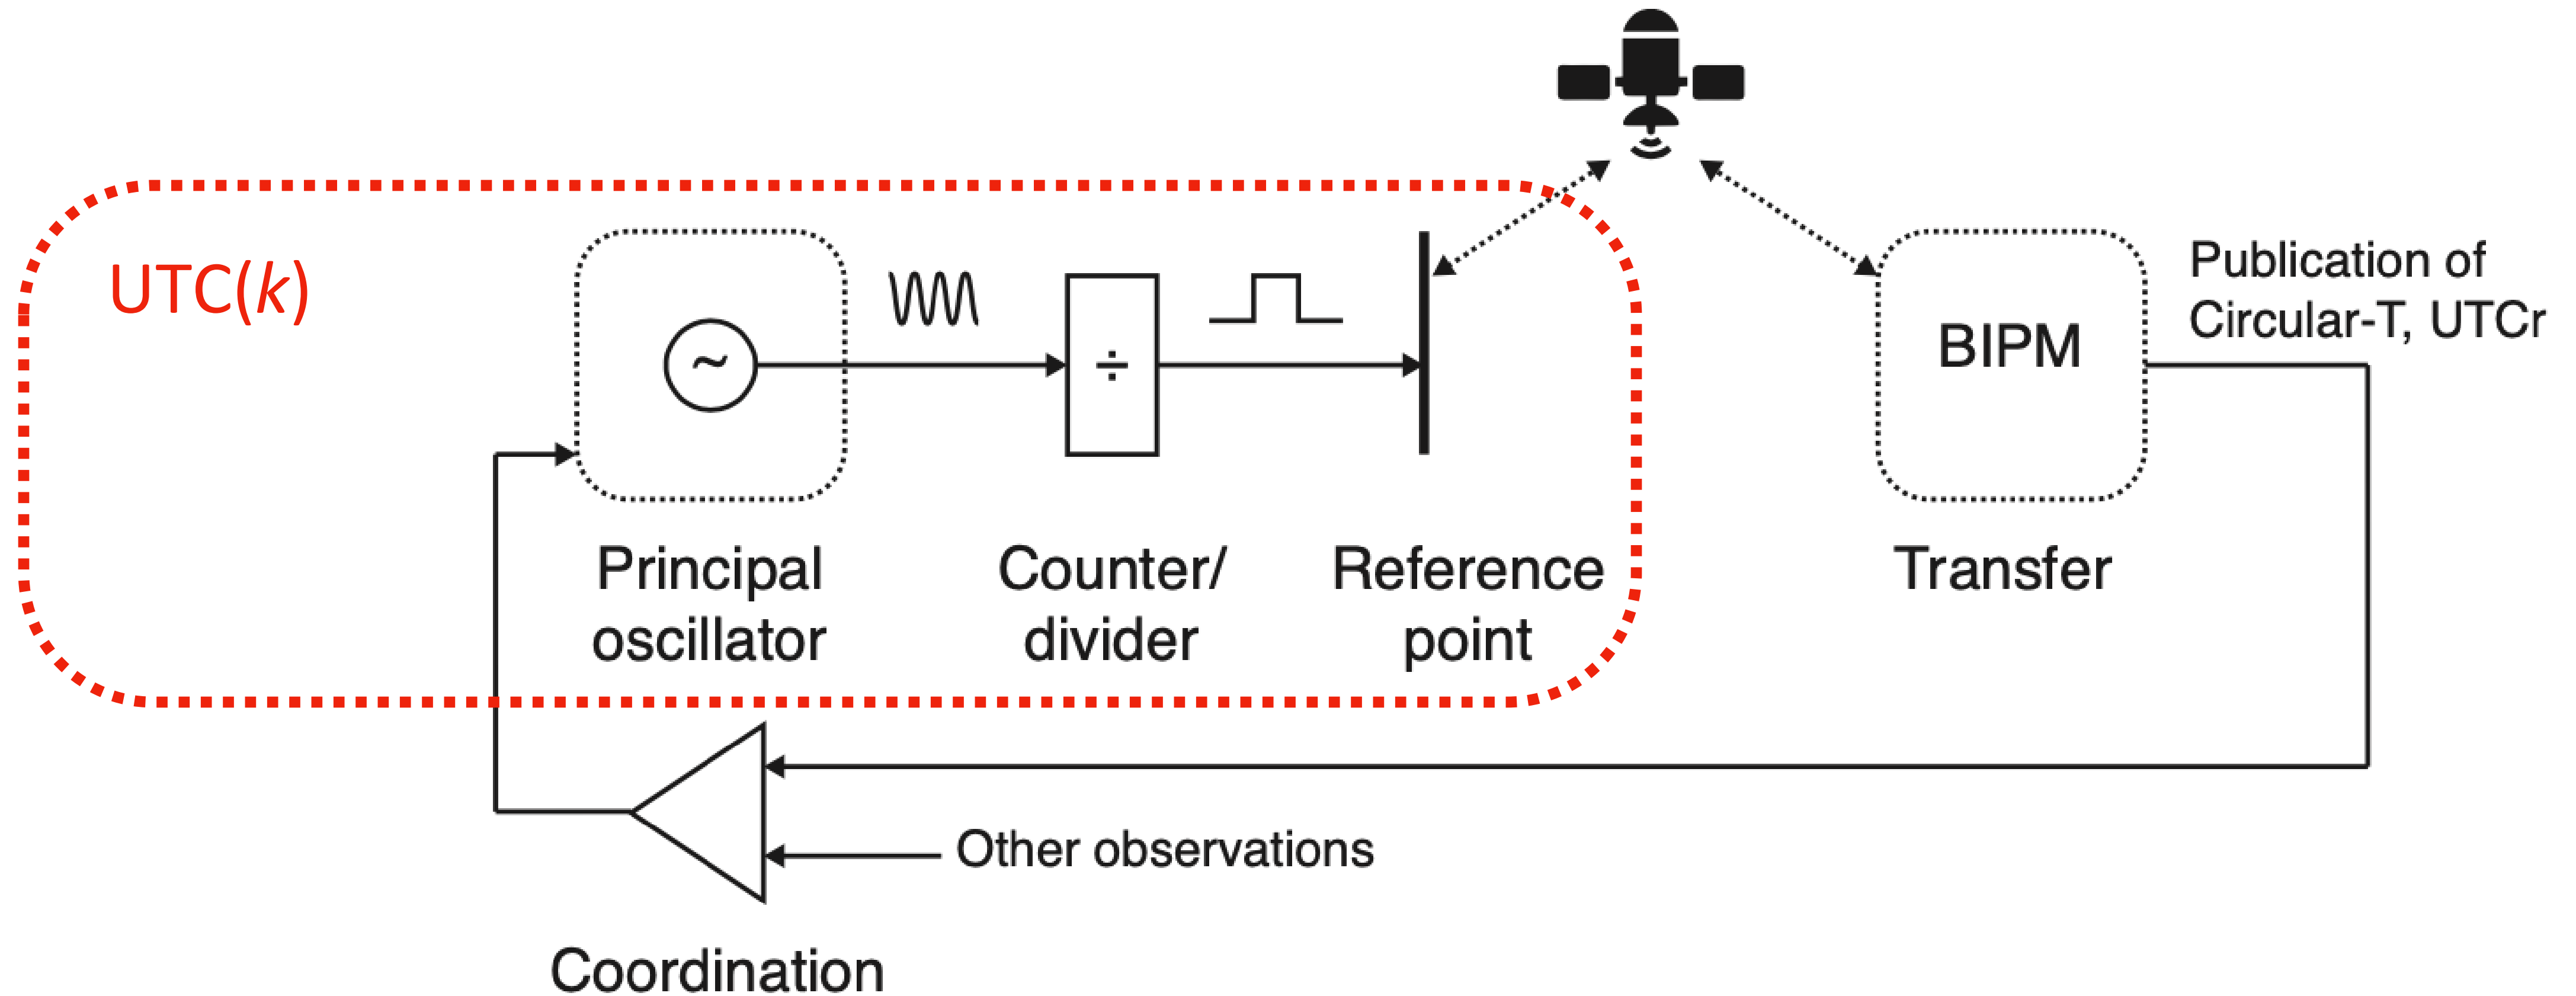 UTC(k)
~
÷
Publication of
Circular-T, UTCr
BIPM
Principal
oscillator
Counter/
divider
Reference
point
Transfer
Other observations
Coordination